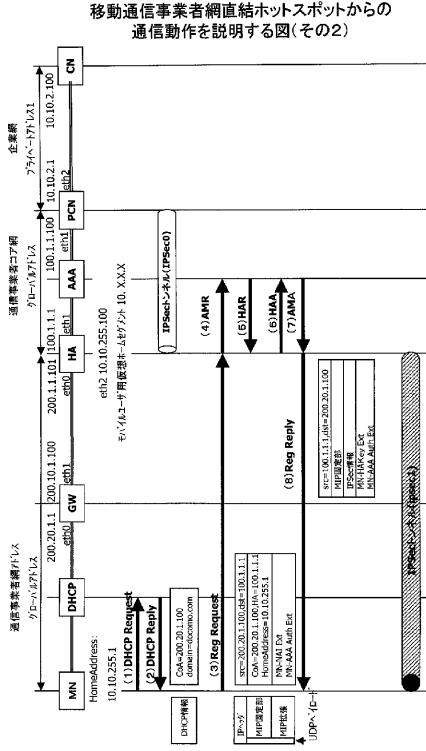 移動通信事業者網直結ホットスポットからの
通信動作を説明する図(その2)
通信事業者網アドレス
グローバルアドレス
通信事業者コア網
グローバルアドレス
企業網
プライベートアドレス1
MN
DHCP
GW
HA
AAA
PCN
CN
200.20.1.1
eth0
200.10.1.100
eth1
200.1.1.101
eth0
100.1.1.1
eth1
100.1.1.100
eth1
10.10.2.1
eth2
10.10.2.100
HomeAddress:
10.10.255.1
eth2 10.10.255.100
モバイルユーザ用仮想ホームセグメント 10. X.X.X
(1)DHCP Request
(2)DHCP Reply
IPSecトンネル(IPSec0)
DHCP情報
CoA=200.20.1.100
domain=docomo.com
(3)Reg Request
(4)AMR
(5)HAR
(6)HAA
(7)AMA
(8)Reg Reply
IPヘッダ
MIP固定部
MIP拡張
UDPペイロード
src=200.20.1.100,dst=100.1.1.1
CoA=200.20.1.100,HA=100.1.1.1
HomeAddress=10.10.255.1
MN-NAI Ext
MN-AAA Auth Ext
src=100.1.1.1,dst=200.20.1.100
MIP固定部
IPSec情報
MN-HAKey Ext
MN-AAA Auth Ext
IPSecトンネル(ipsec1)